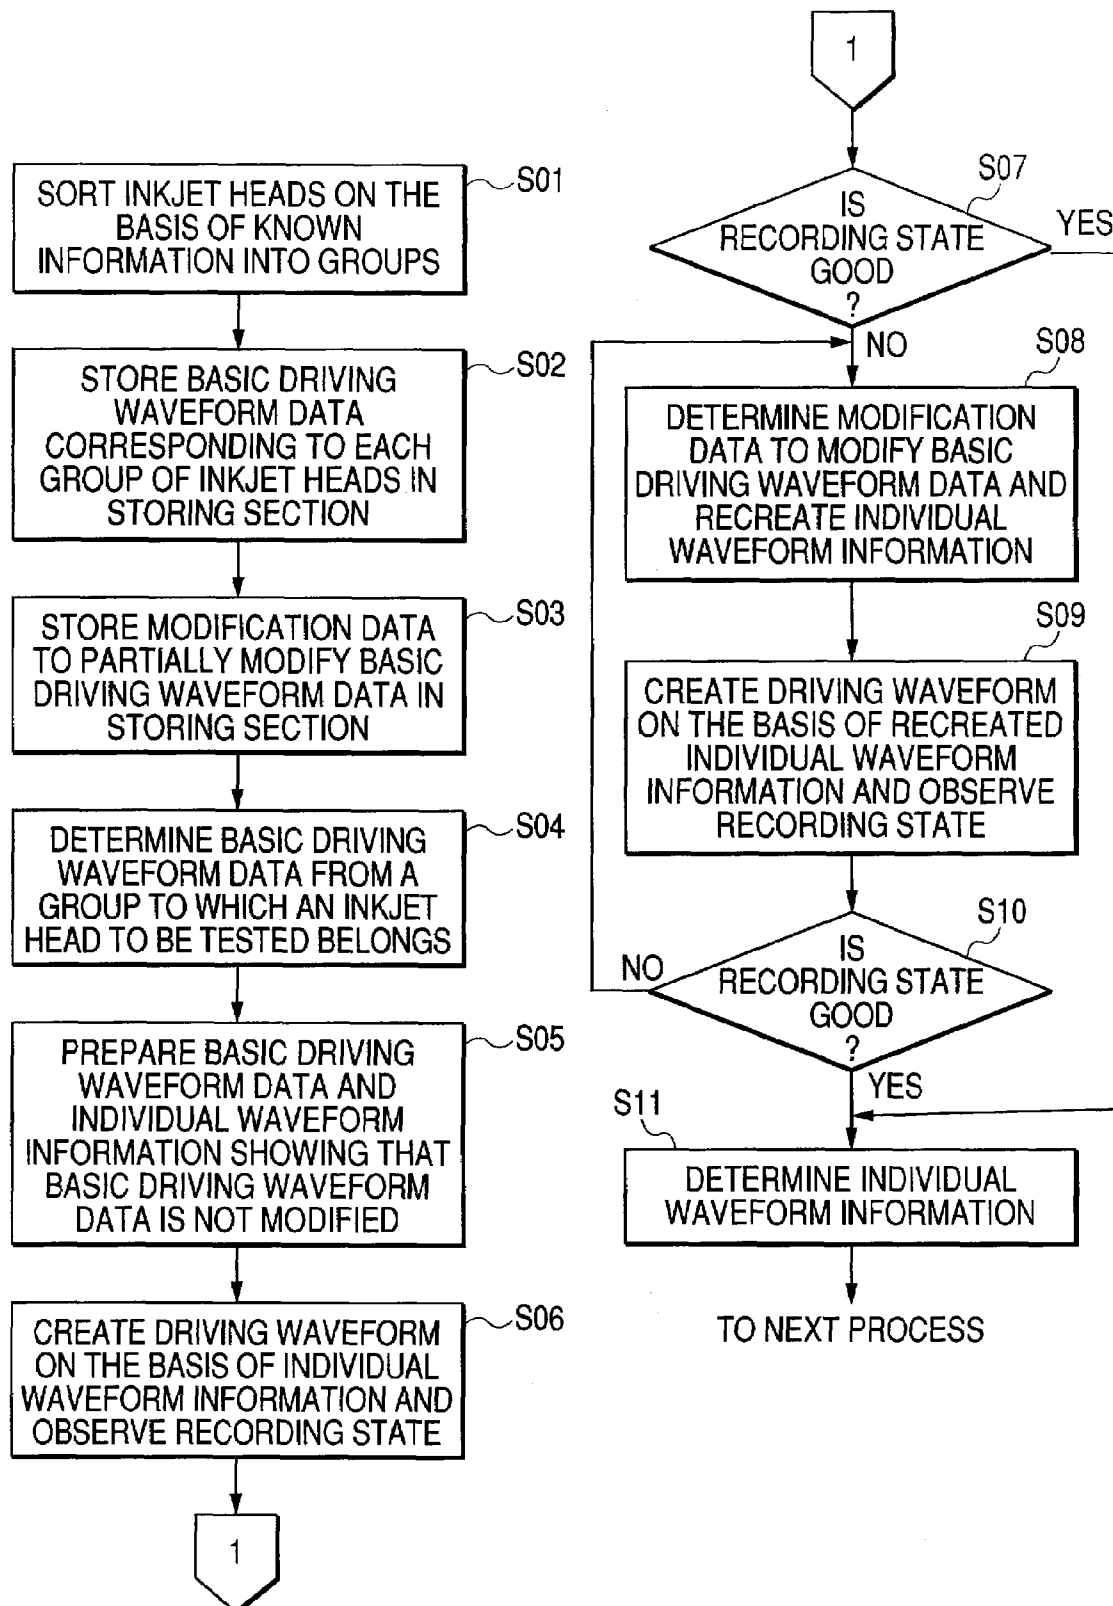 S01
SORT INKJET HEADS ON THE
BASIS OF KNOWN
INFORMATION INTO GROUPS
S02
STORE BASIC DRIVING
WAVEFORM DATA
CORRESPONDING TO EACH
GROUP OF INKJET HEADS IN
STORING SECTION
S03
STORE MODIFICATION DATA
TO PARTIALLY MODIFY BASIC
DRIVING WAVEFORM DATA IN
STORING SECTION
S04
DETERMINE BASIC DRIVING
WAVEFORM DATA FROM A
GROUP TO WHICH AN INKJET
HEAD TO BE TESTED BELONGS
S05
PREPARE BASIC DRIVING
WAVEFORM DATA AND
INDIVIDUAL WAVEFORM
INFORMATION SHOWING THAT
BASIC DRIVING WAVEFORM
DATA IS NOT MODIFIED
S06
CREATE DRIVING WAVEFORM
ON THE BASIS OF INDIVIDUAL
WAVEFORM INFORMATION AND
OBSERVE RECORDING STATE
1
1
S07
IS
RECORDING STATE
GOOD
?
YES
NO
S08
DETERMINE MODIFICATION
DATA TO MODIFY BASIC
DRIVING WAVEFORM DATA AND
RECREATE INDIVIDUAL
WAVEFORM INFORMATION
S09
CREATE DRIVING WAVEFORM
ON THE BASIS OF RECREATED
INDIVIDUAL WAVEFORM
INFORMATION AND OBSERVE
RECORDING STATE
S10
IS
RECORDING STATE
GOOD
?
NO
YES
S11
DETERMINE INDIVIDUAL
WAVEFORM INFORMATION
TO NEXT PROCESS